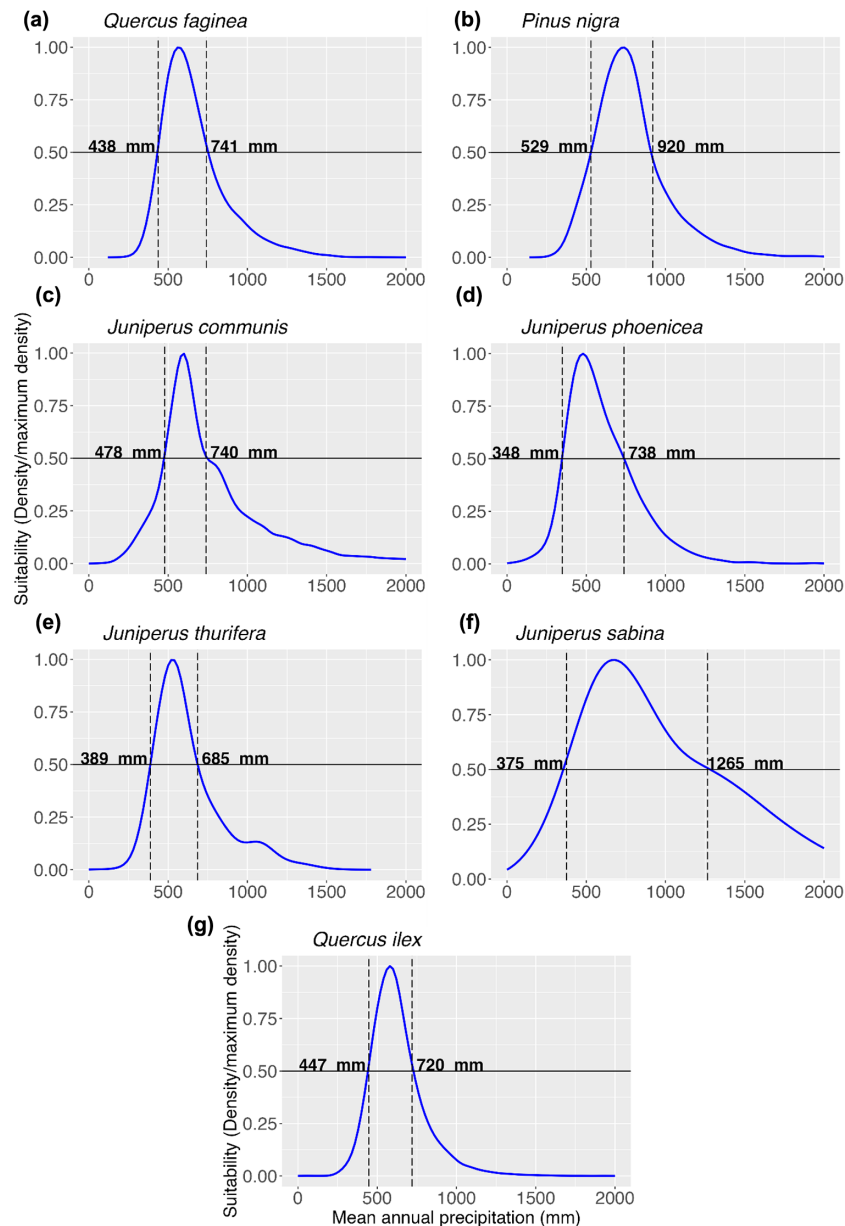 (a) Quercus faginea
1.00
0.75
0.50
0.25
0.00
438 mm 741 mm
0 500 1000 1500 2000
(b) Pinus nigra
1.00
0.75
0.50
0.25
0.00
529 mm 920 mm
0 500 1000 1500 2000
Suitability (Density/maximum density)
(c) Juniperus communis
1.00
0.75
0.50
0.25
0.00
478 mm 740 mm
0 500 1000 1500 2000
(d) Juniperus phoenicea
1.00
0.75
0.50
0.25
0.00
348 mm 738 mm
0 500 1000 1500 2000
(e) Juniperus thurifera
1.00
0.75
0.50
0.25
0.00
389 mm 685 mm
0 500 1000 1500 2000
(f) Juniperus sabina
1.00
0.75
0.50
0.25
0.00
375 mm 1265 mm
0 500 1000 1500 2000
(g) Quercus ilex
Suitability (Density/maximum density)
1.00
0.75
0.50
0.25
0.00
447 mm 720 mm
0 500 1000 1500 2000
Mean annual precipitation (mm)